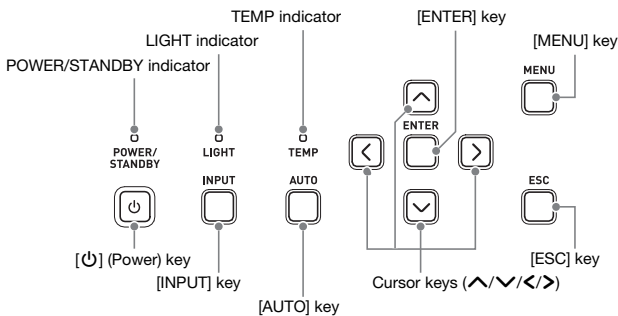 TEMP indicator
[ENTER] key
LIGHT indicator
[MENU] key
POWER/STANDBY indicator
MENU
ENTER
POWER/
STANDBY
LIGHT
TEMP
INPUT
AUTO
ESC
[⏻] (Power) key
[INPUT] key
[AUTO] key
Cursor keys (∧/∨/</>)
[ESC] key